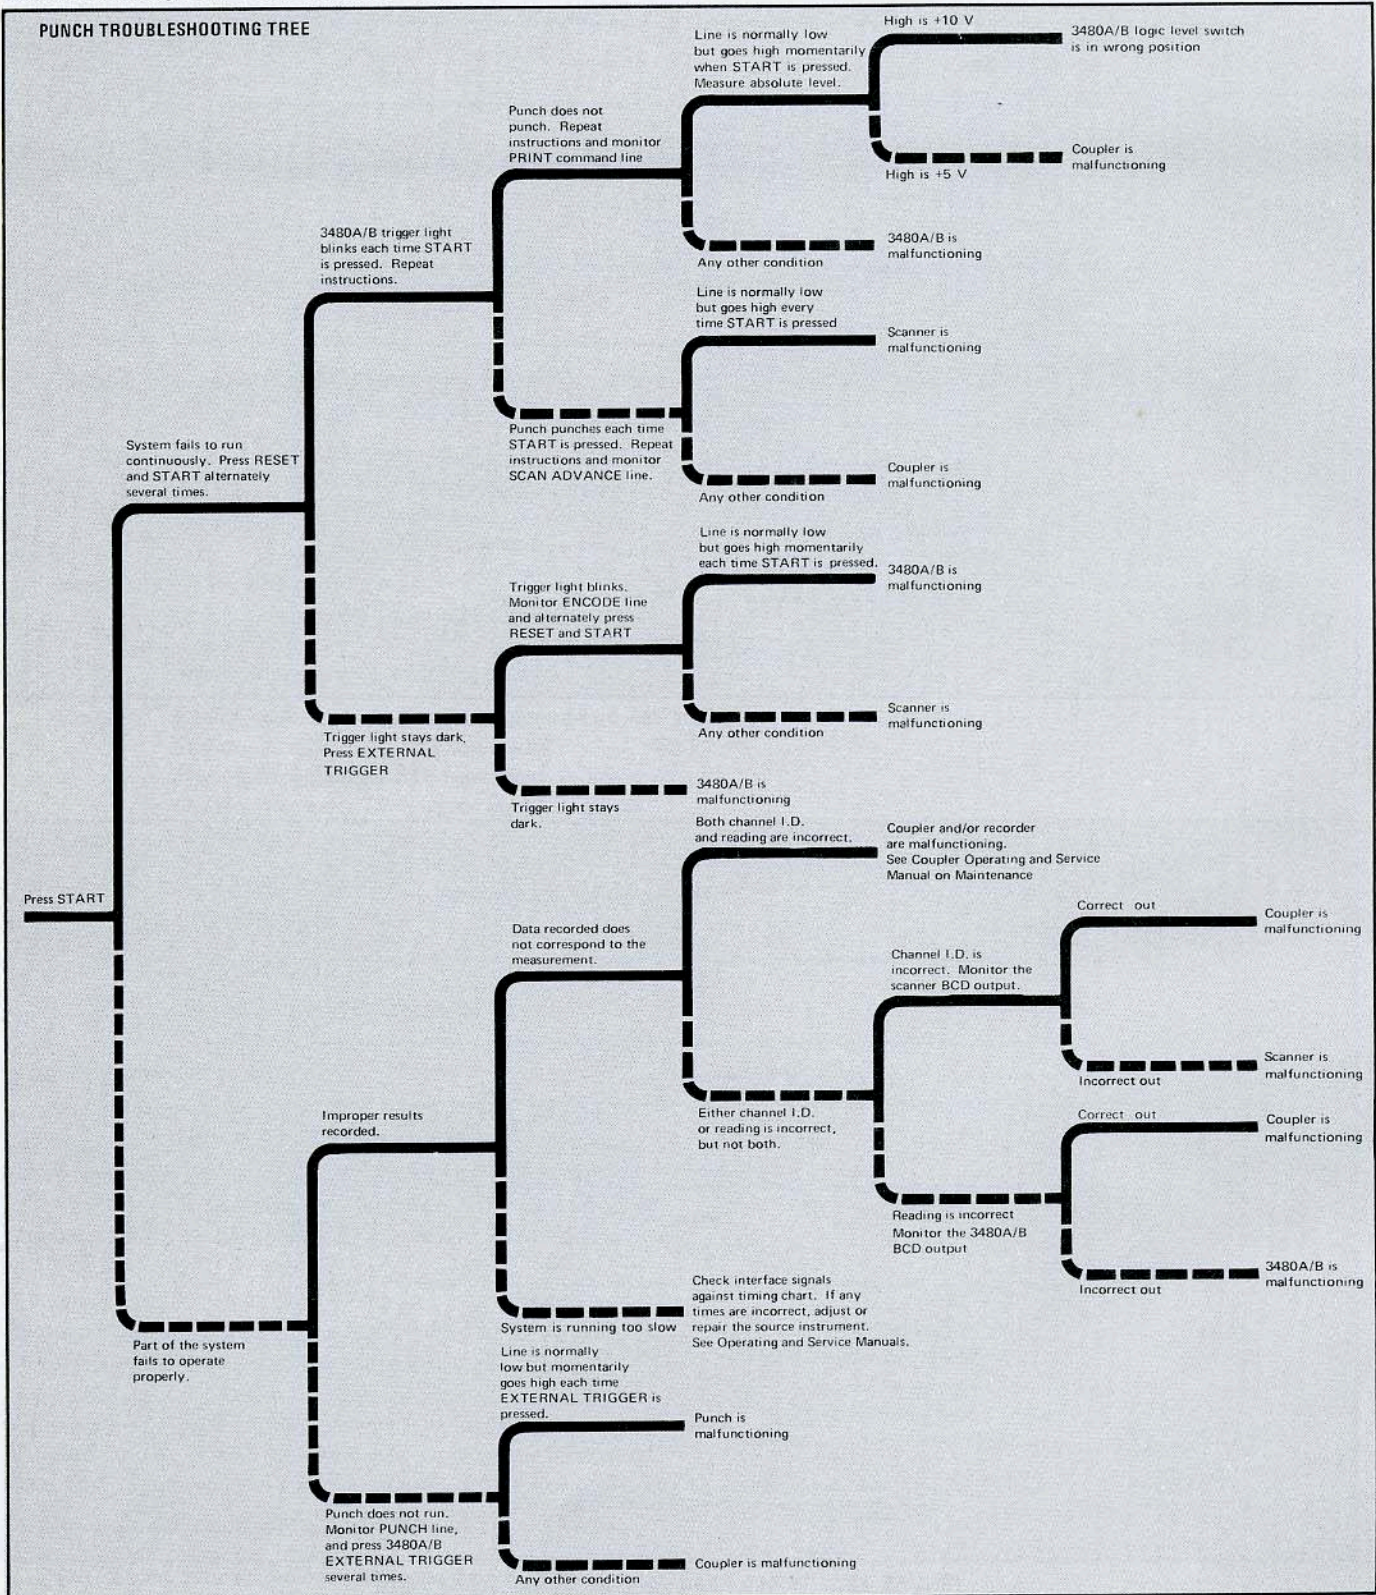 PUNCH TROUBLESHOOTING TREE
High is +10 V
3480A/B logic level switch
is in wrong position
Line is normally low
but goes high momentarily
when START is pressed.
Measure absolute level.
Punch does not
punch. Repeat
instructions and monitor
PRINT command line
Coupler is
malfunctioning
High is +5 V
3480A/B trigger light
blinks each time START
is pressed. Repeat
instructions.
3480A/B is
malfunctioning
Any other condition
Line is normally low
but goes high every
time START is pressed
Scanner is
malfunctioning
Punch punches each time
START is pressed. Repeat
instructions and monitor
SCAN ADVANCE line.
Coupler is
malfunctioning
Any other condition
System fails to run
continuously. Press RESET
and START alternately
several times.
Line is normally low
but goes high momentarily
each time START is pressed.
3480A/B is
malfunctioning
Trigger light blinks.
Monitor ENCODE line
and alternately press
RESET and START
Scanner is
malfunctioning
Any other condition
Trigger light stays dark.
Press EXTERNAL
TRIGGER
3480A/B is
malfunctioning
Trigger light stays
dark.
Press START
Both channel I.D.
and reading are incorrect.
Coupler and/or recorder
are malfunctioning.
See Coupler Operating and Service
Manual on Maintenance
Data recorded does
not correspond to the
measurement.
Correct out
Coupler is
malfunctioning
Channel I.D. is
incorrect. Monitor the
scanner BCD output.
Scanner is
malfunctioning
Incorrect out
Improper results
recorded.
Either channel I.D.
or reading is incorrect,
but not both.
Correct out
Coupler is
malfunctioning
Reading is incorrect
Monitor the 3480A/B
BCD output
3480A/B is
malfunctioning
Incorrect out
Check interface signals
against timing chart. If any
times are incorrect, adjust or
repair the source instrument.
See Operating and Service Manuals.
System is running too slow
Part of the system
fails to operate
properly.
Line is normally
low but momentarily
goes high each time
EXTERNAL TRIGGER is
pressed.
Punch is
malfunctioning
Punch does not run.
Monitor PUNCH line,
and press 3480A/B
EXTERNAL TRIGGER
several times.
Coupler is malfunctioning
Any other condition